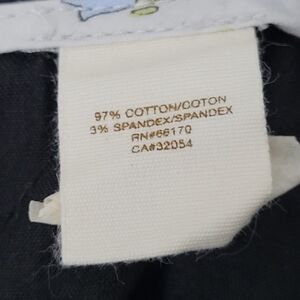 97% COTTON/COTON
3% SPANDEX/SPANDEX
RN#66170
CA#32054